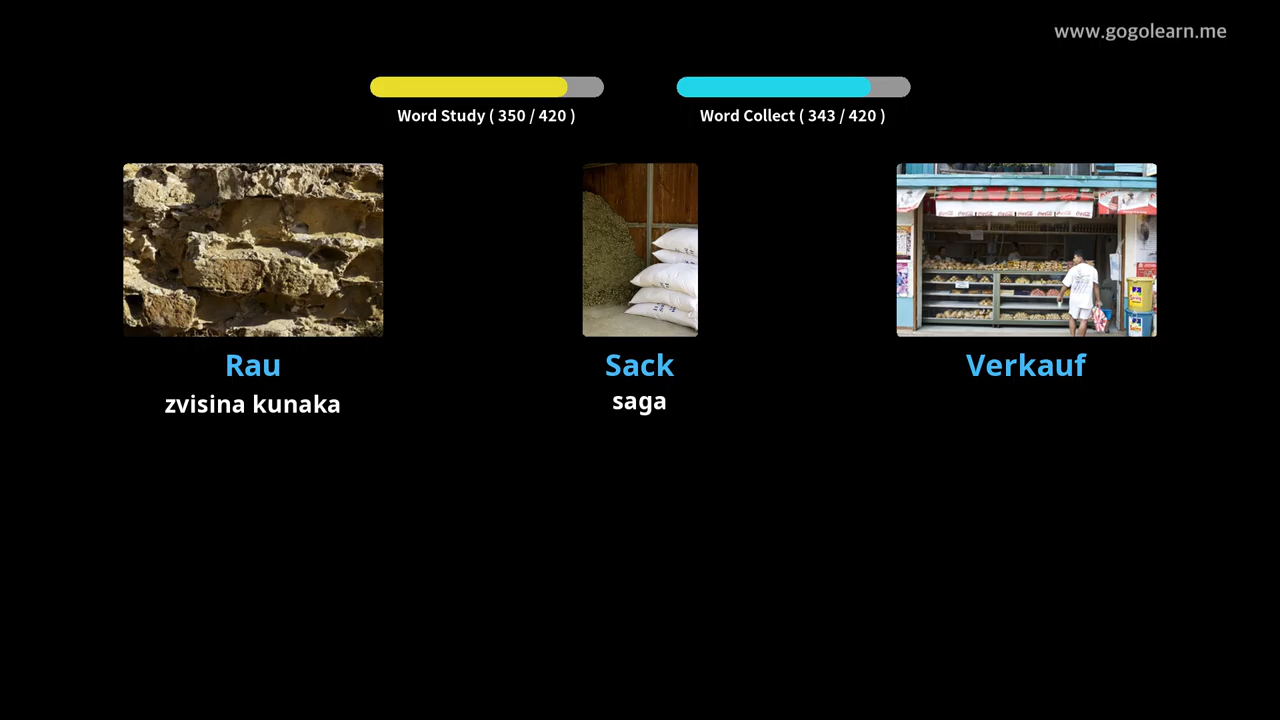 www.gogolearn.me
Word Study ( 350 / 420 )
Word Collect ( 343 / 420 )
Rau
Sack
Verkauf
zvisina kunaka
saga